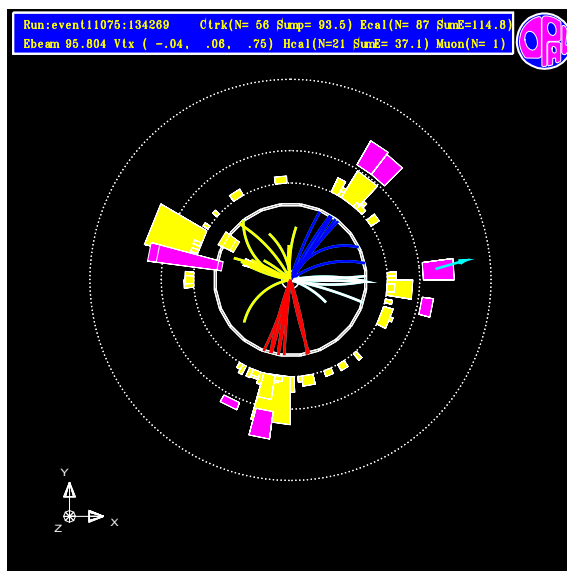 Run:event11075:134269 Ctrk(N= 56 Sump= 93.5) Ecal(N= 87 SumE=114.8)
Ebeam 95.804 Vtx ( -.04, .06, .75) Hcal(N=21 SumE= 37.1) Muon(N= 1)
OPAL
Y
Z X